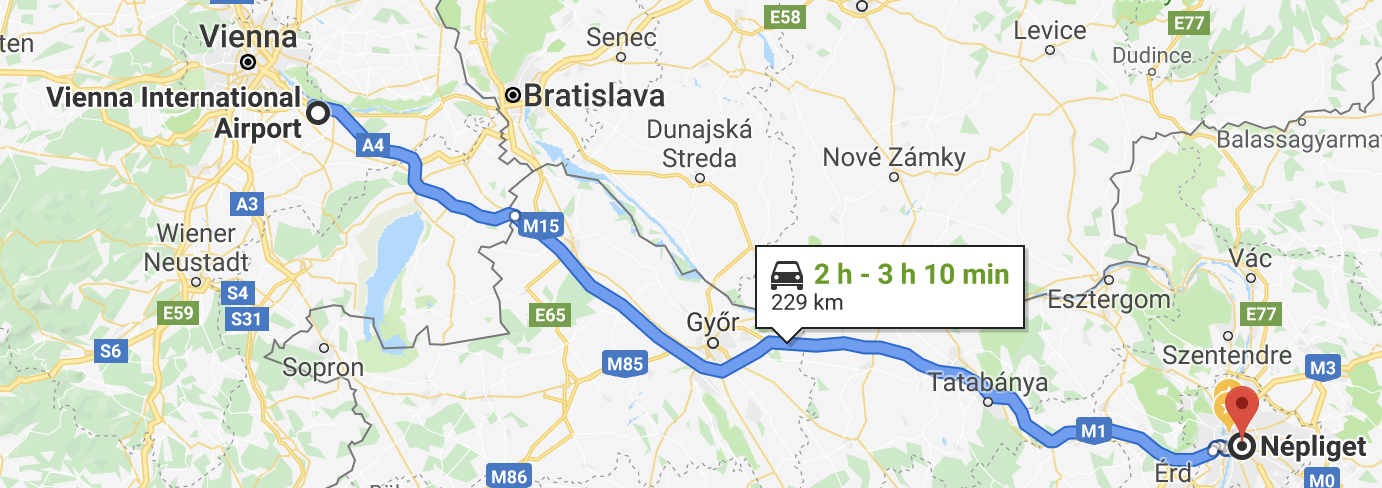 Vienna
Vienna International
Airport
A4
A3
Wiener
Neustadt
S4
S31
E59
S6
Sopron
Bratislava
Senec
E58
Levice
E77
Dudince
Balassagyarma
Dunajská
Streda
Nové Zámky
M15
E65
M85
M86
Győr
2 h - 3 h 10 min
229 km
Esztergom
Vác
E77
Szentendre
M3
Tatabánya
M1
Érd
Népliget
M0